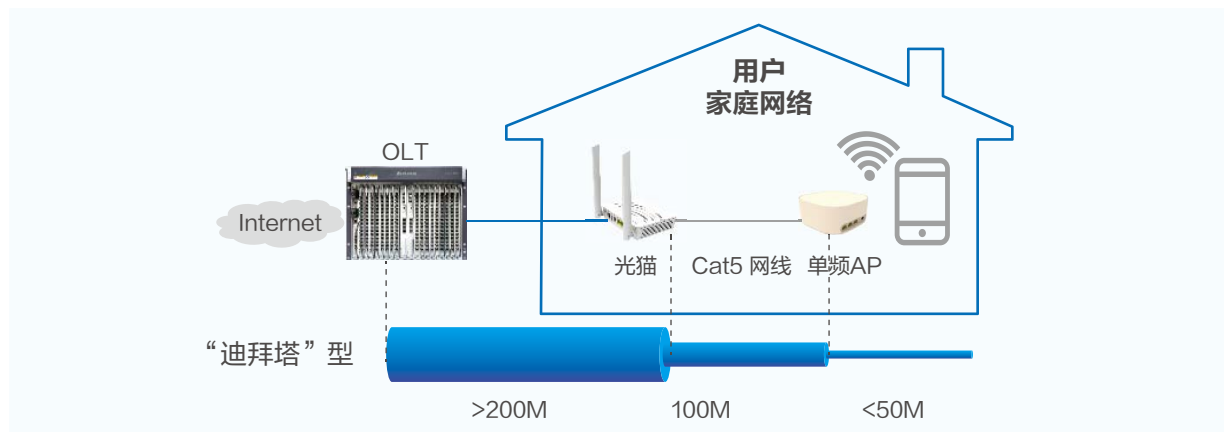 用户
家庭网络
OLT
Internet
光猫
Cat5 网线
单频AP
“迪拜塔”型
>200M
100M
<50M